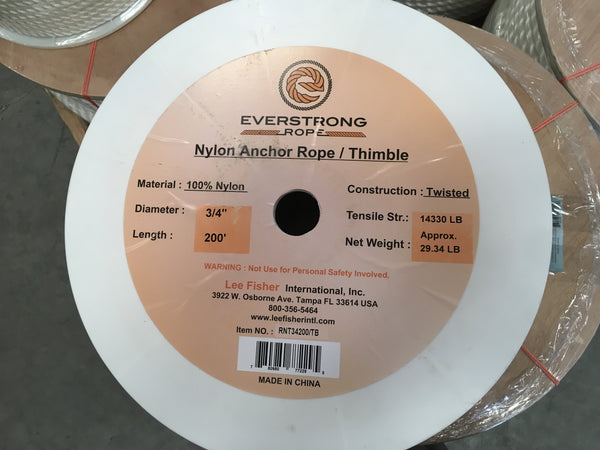 EVERSTRONG
ROPE
Nylon Anchor Rope / Thimble
Material : 100% Nylon
Construction : Twisted
Diameter : 3/4"
Tensile Str.: 14330 LB
Length : 200'
Net Weight : Approx. 29.34 LB
WARNING : Not Use for Personal Safety Involved.
Lee Fisher International, Inc.
3922 W. Osborne Ave. Tampa FL 33614 USA
800-356-5464
www.leefisherintl.com
Item NO. : RNT34200/TB
MADE IN CHINA